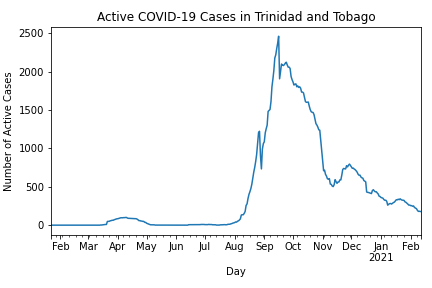 Active COVID-19 Cases in Trinidad and Tobago
Number of Active Cases
2500
2000
1500
1000
500
0
Feb Mar Apr May Jun Jul Aug Sep Oct Nov Dec Jan Feb
2021
Day